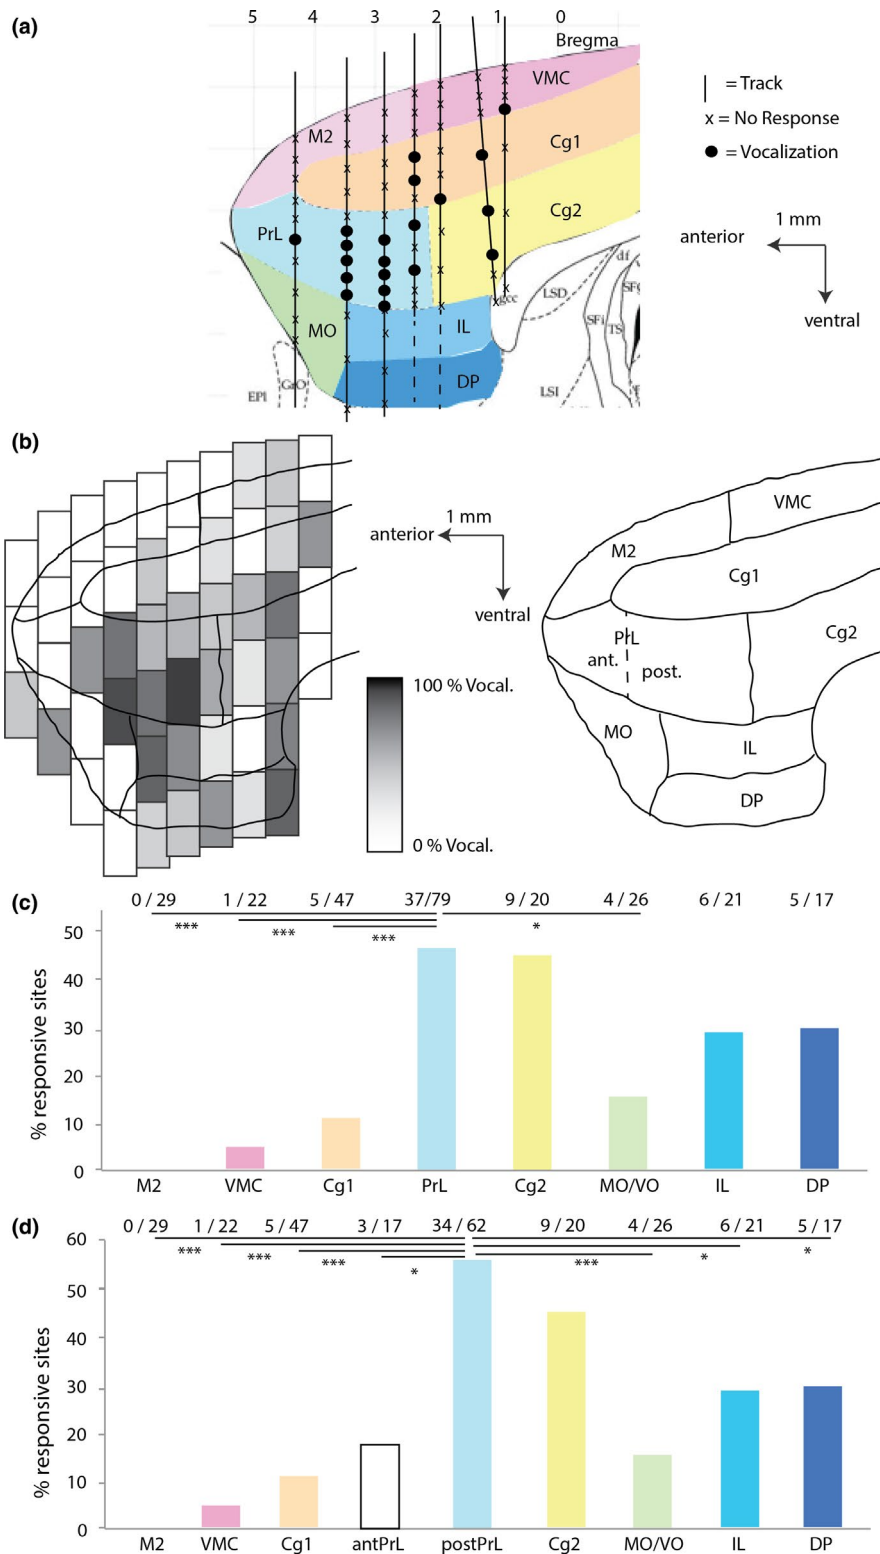 (a)
5 4 3 2 1 0
Bregma
VMC
M2
Cg1
Cg2
PrL
MO
IL
DP
gcc
LSD
df
SFi
TS
LSI
EPl
GrO
= Track
x = No Response
= Vocalization
1 mm
anterior
ventral
(b)
anterior
1 mm
ventral
100 % Vocal.
0 % Vocal.
VMC
M2
Cg1
PrL
ant.
post.
Cg2
MO
IL
DP
(c)
0 / 29 1 / 22 5 / 47 37/79 9 / 20 4 / 26 6 / 21 5 / 17
*** *** *** *
50
40
30
20
10
0
% responsive sites
M2 VMC Cg1 PrL Cg2 MO/VO IL DP
(d)
0 / 29 1 / 22 5 / 47 3 / 17 34 / 62 9 / 20 4 / 26 6 / 21 5 / 17
*** *** *** * *** * *
60
50
40
30
20
10
0
% responsive sites
M2 VMC Cg1 antPrL postPrL Cg2 MO/VO IL DP